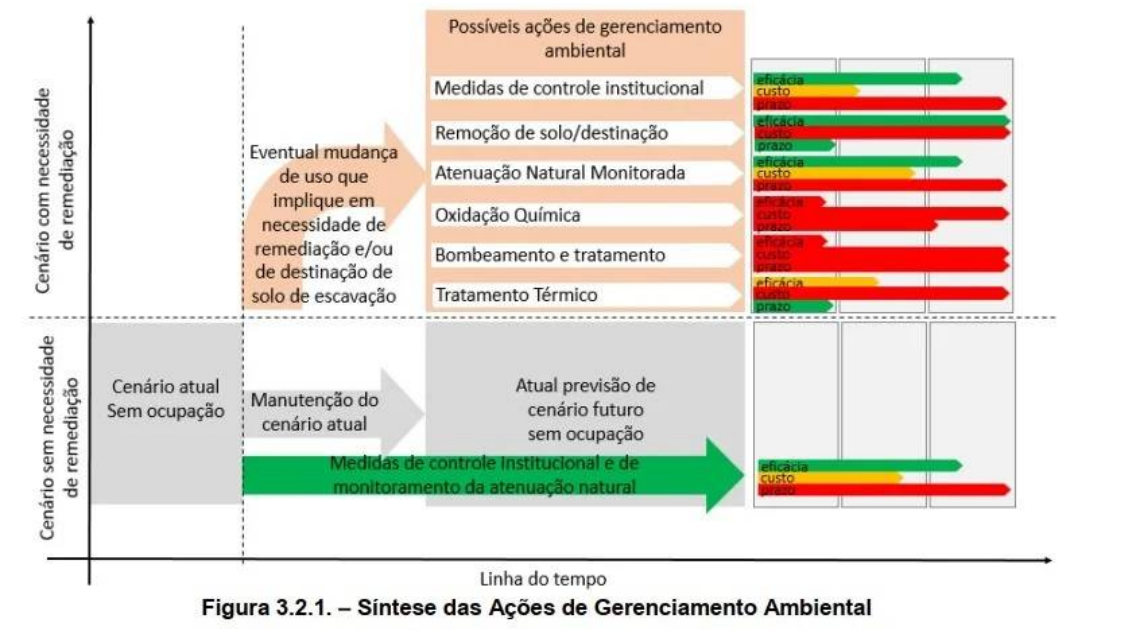 Cenário com necessidade
de remediação
Possíveis ações de gerenciamento
ambiental
Eventual mudança
de uso que
implique em
necessidade de
remediação e/ou
de destinação de
solo de escavação
Medidas de controle institucional
eficácia
custo
prazo
Remoção de solo/destinação
eficácia
custo
prazo
Atenuação Natural Monitorada
eficácia
custo
prazo
Oxidação Química
eficácia
custo
prazo
Bombeamento e tratamento
eficácia
custo
prazo
Tratamento Térmico
eficácia
custo
prazo
Cenário sem necessidade
de remediação
Cenário atual
Sem ocupação
Manutenção do
cenário atual
Atual previsão de
cenário futuro
sem ocupação
Medidas de controle institucional e de
monitoramento da atenuação natural
eficácia
custo
prazo
Linha do tempo
Figura 3.2.1. – Síntese das Ações de Gerenciamento Ambiental